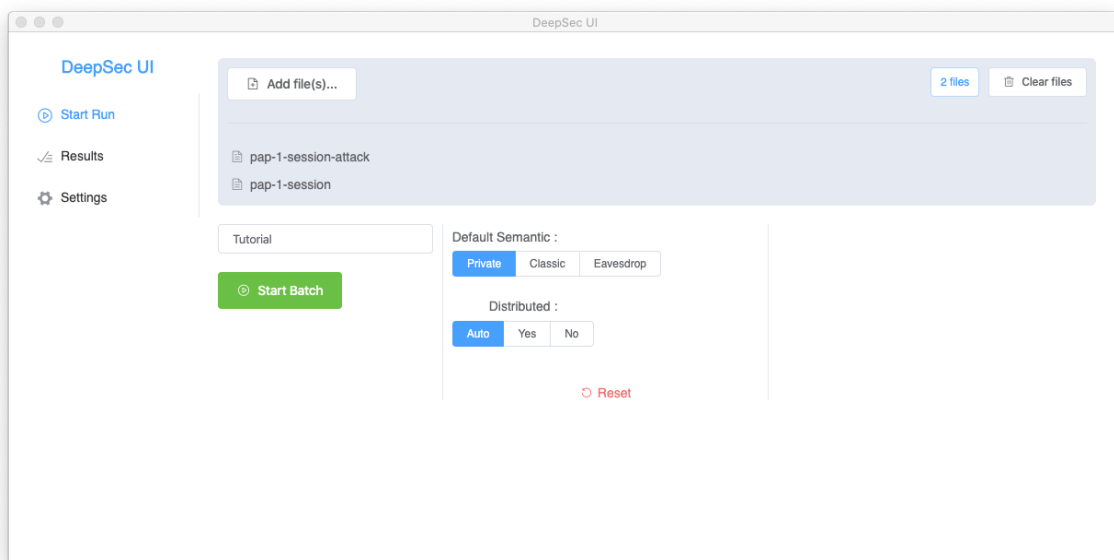 DeepSec UI
DeepSec UI
Start Run
Results
Settings
Add file(s)...
2 files
Clear files
pap-1-session-attack
pap-1-session
Tutorial
Start Batch
Default Semantic :
Private Classic Eavesdrop
Distributed :
Auto Yes No
Reset